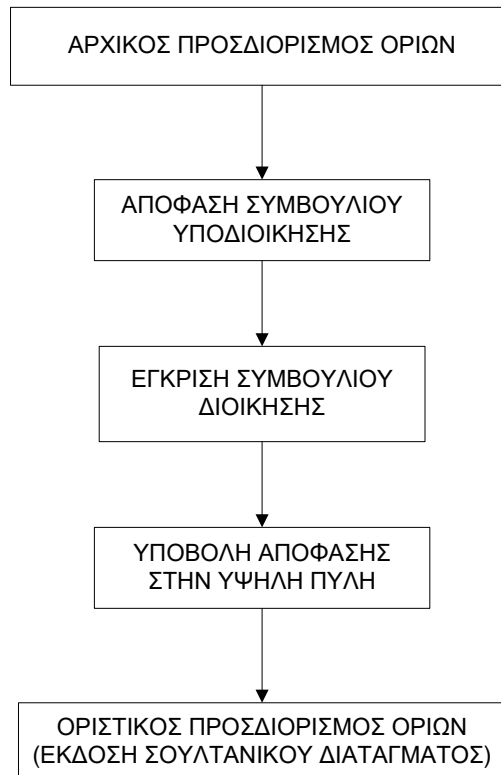 ΑΡΧΙΚΟΣ ΠΡΟΣΔΙΟΡΙΣΜΟΣ ΟΡΙΩΝ
ΑΠΟΦΑΣΗ ΣΥΜΒΟΥΛΙΟΥ
ΥΠΟΔΙΟΙΚΗΣΗΣ
ΕΓΚΡΙΣΗ ΣΥΜΒΟΥΛΙΟΥ
ΔΙΟΙΚΗΣΗΣ
ΥΠΟΒΟΛΗ ΑΠΟΦΑΣΗΣ
ΣΤΗΝ ΥΨΗΛΗ ΠΥΛΗ
ΟΡΙΣΤΙΚΟΣ ΠΡΟΣΔΙΟΡΙΣΜΟΣ ΟΡΙΩΝ
(ΕΚΔΟΣΗ ΣΟΥΛΤΑΝΙΚΟΥ ΔΙΑΤΑΓΜΑΤΟΣ)